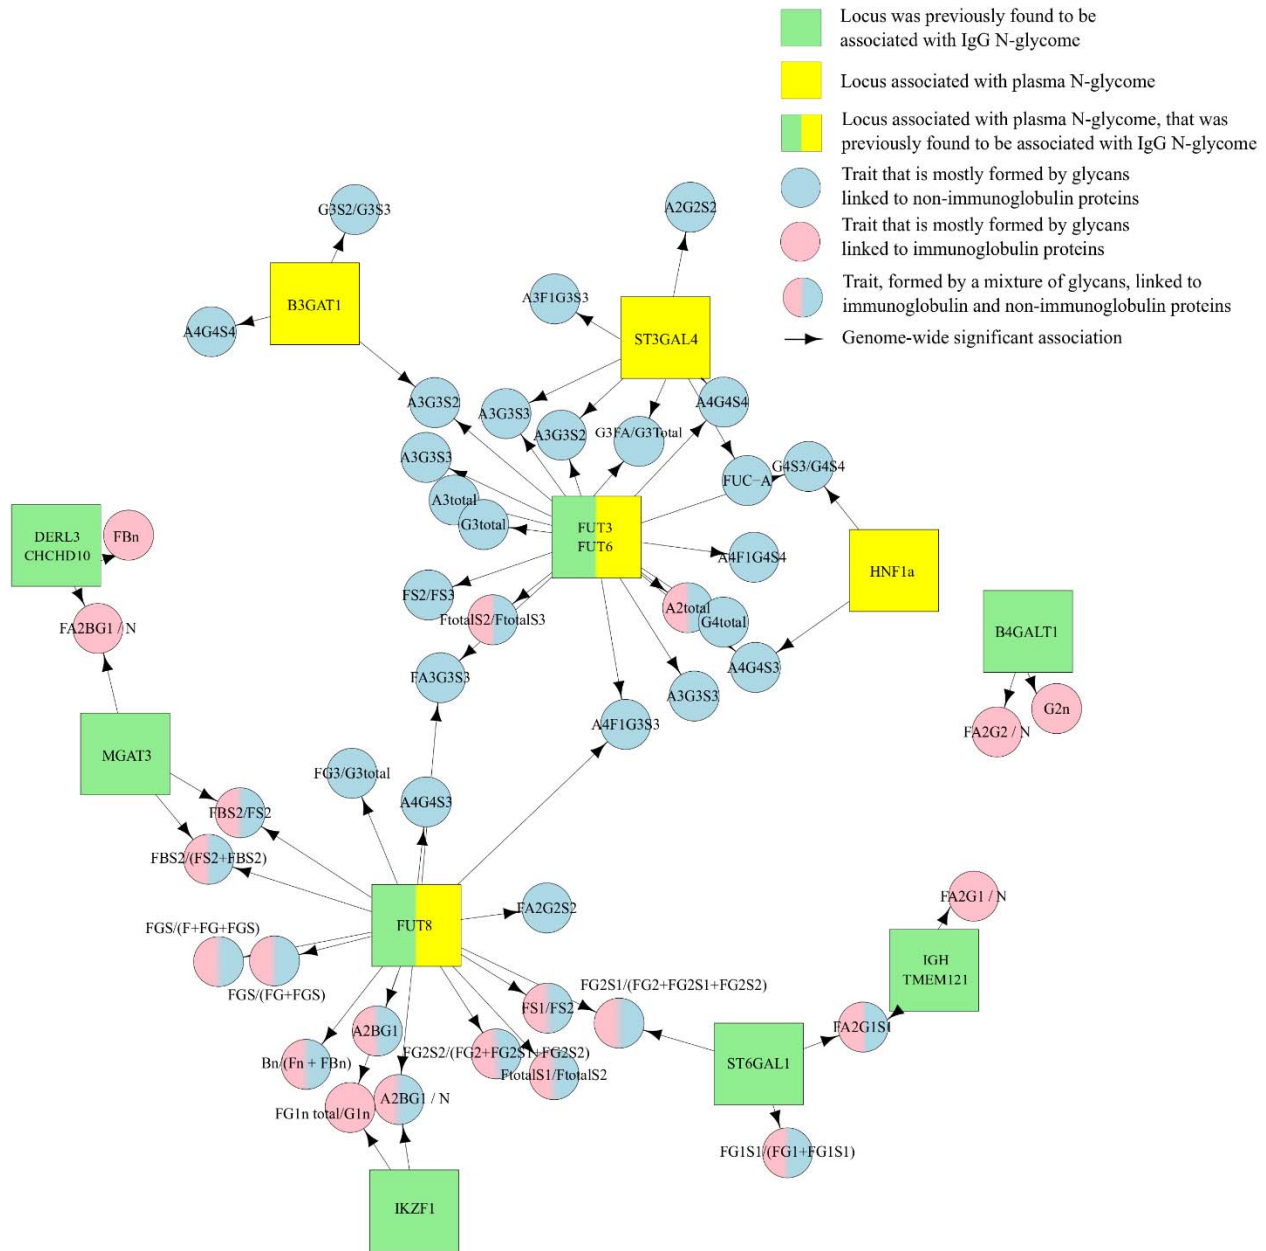 Locus was previously found to be
associated with IgG N-glycome
Locus associated with plasma N-glycome
Locus associated with plasma N-glycome, that was
previously found to be associated with IgG N-glycome
Trait that is mostly formed by glycans
linked to non-immunoglobulin proteins
Trait that is mostly formed by glycans
linked to immunoglobulin proteins
Trait, formed by a mixture of glycans, linked to
immunoglobulin and non-immunoglobulin proteins
Genome-wide significant association
G3S2/G3S3
A2G2S2
B3GAT1
A3F1G3S3
A4G4S4
ST3GAL4
A3G3S2
A3G3S3
A4G4S4
A3G3S2
G3FA/G3Total
A3G3S3
G4S3/G4S4
FUC−A
A3total
G3total
FUT3
FUT6
DERL3
CHCHD10
FBn
A4F1G4S4
HNF1a
FS2/FS3
FtotalS2/FtotalS3
A2total
G4total
FA2BG1 / N
B4GALT1
FA3G3S3
A4G4S3
A3G3S3
G2n
A4F1G3S3
FA2G2 / N
MGAT3
FG3/G3total
A4G4S3
FBS2/FS2
FBS2/(FS2+FBS2)
FUT8
FA2G2S2
FA2G1 / N
FGS/(F+FG+FGS)
IGH
TMEM121
FGS/(FG+FGS)
FG2S1/(FG2+FG2S1+FG2S2)
FS1/FS2
A2BG1
FA2G1S1
FG2S2/(FG2+FG2S1+FG2S2)
Bn/(Fn + FBn)
ST6GAL1
FtotalS1/FtotalS2
A2BG1 / N
FG1n total/G1n
FG1S1/(FG1+FG1S1)
IKZF1